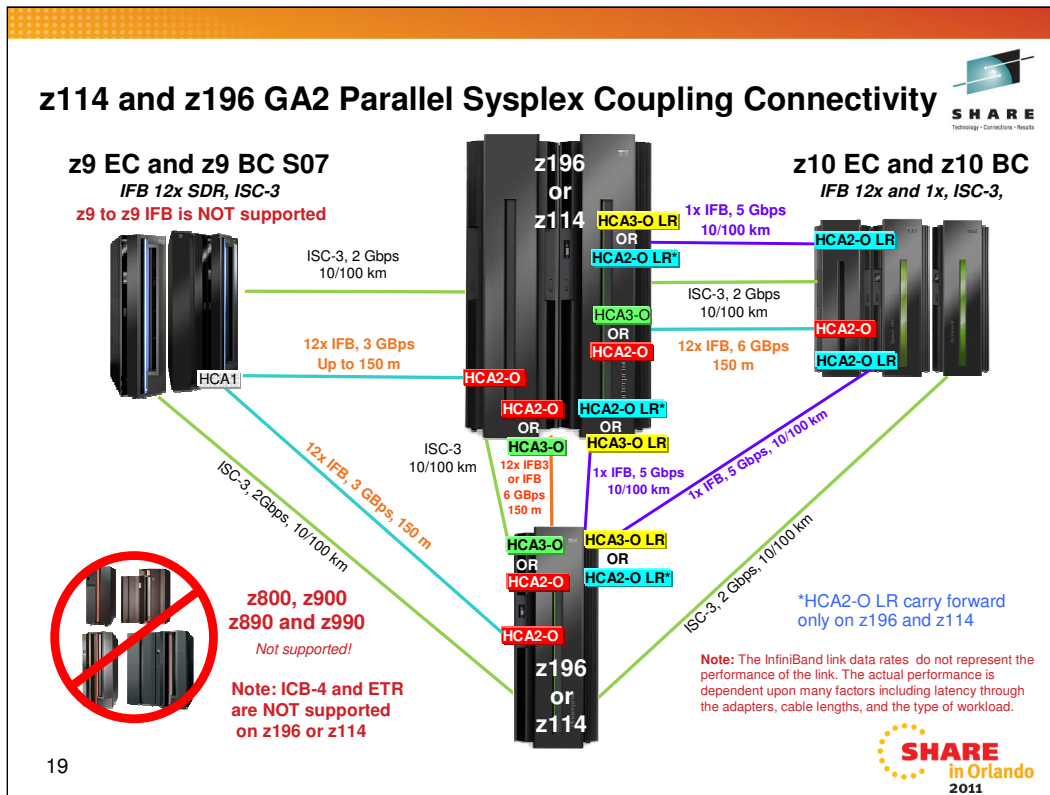 z114 and z196 GA2 Parallel Sysplex Coupling Connectivity
SHARE
Technology • Connections • Results
z9 EC and z9 BC S07
IFB 12x SDR, ISC-3
z9 to z9 IFB is NOT supported
z196
or
z114
z10 EC and z10 BC
IFB 12x and 1x, ISC-3,
HCA3-O LR
OR
HCA2-O LR*
1x IFB, 5 Gbps
10/100 km
HCA2-O LR
ISC-3, 2 Gbps
10/100 km
ISC-3, 2 Gbps
10/100 km
HCA3-O
OR
HCA2-O
HCA2-O
12x IFB, 3 GBps
Up to 150 m
12x IFB, 6 GBps
150 m
HCA2-O LR
HCA1
HCA2-O
HCA2-O
OR
HCA3-O
HCA2-O LR*
OR
HCA3-O LR
ISC-3
10/100 km
12x IFB3
or IFB
6 GBps
150 m
1x IFB, 5 Gbps
10/100 km
1x IFB, 5 Gbps, 10/100 km
12x IFB, 3 GBps, 150 m
ISC-3, 2Gbps, 10/100 km
ISC-3, 2 Gbps, 10/100 km
HCA3-O
OR
HCA2-O
HCA3-O LR
OR
HCA2-O LR*
HCA2-O
z196
or
z114
z800, z900
z890 and z990
Not supported!
Note: ICB-4 and ETR
are NOT supported
on z196 or z114
*HCA2-O LR carry forward
only on z196 and z114
Note: The InfiniBand link data rates do not represent the
performance of the link. The actual performance is
dependent upon many factors including latency through
the adapters, cable lengths, and the type of workload.
19
SHARE
in Orlando
2011